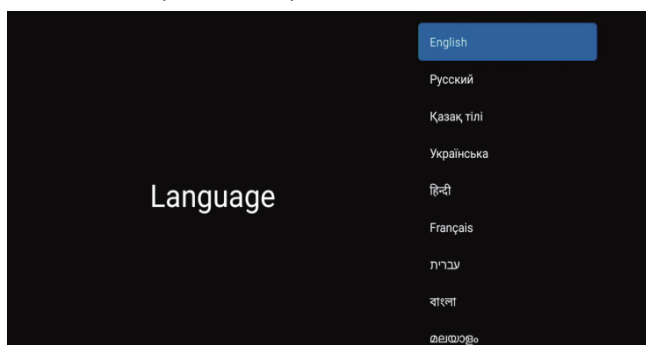 Language
English
Русский
Қазақ тілі
Українська
हिन्दी
Français
עברית
বাংলা
മലയാളം